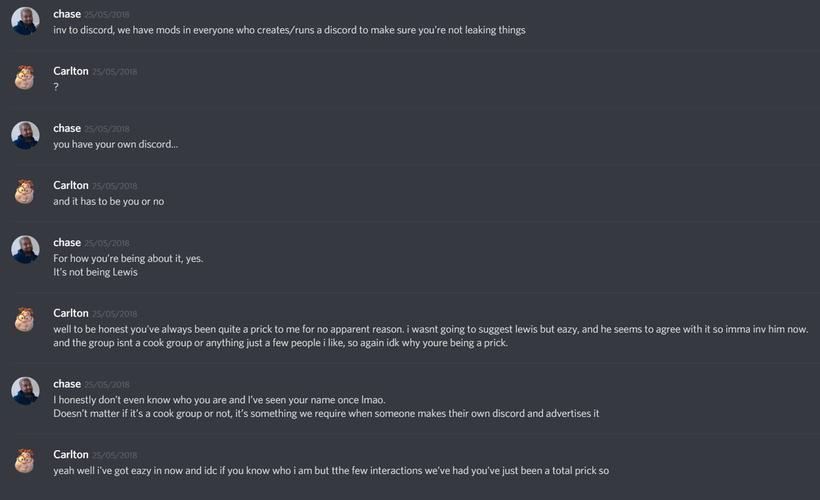 chase 25/05/2018
inv to discord, we have mods in everyone who creates/runs a discord to make sure you're not leaking things
Carlton 25/05/2018
?
chase 25/05/2018
you have your own discord...
Carlton 25/05/2018
and it has to be you or no
chase 25/05/2018
For how you're being about it, yes.
It's not being Lewis
Carlton 25/05/2018
well to be honest you've always been quite a prick to me for no apparent reason. i wasnt going to suggest lewis but eazy, and he seems to agree with it so imma inv him now.
and the group isnt a cook group or anything just a few people i like, so again idk why youre being a prick.
chase 25/05/2018
I honestly don't even know who you are and I've seen your name once lmao.
Doesn't matter if it's a cook group or not, it's something we require when someone makes their own discord and advertises it
Carlton 25/05/2018
yeah well i've got eazy in now and idc if you know who i am but tthe few interactions we've had you've just been a total prick so